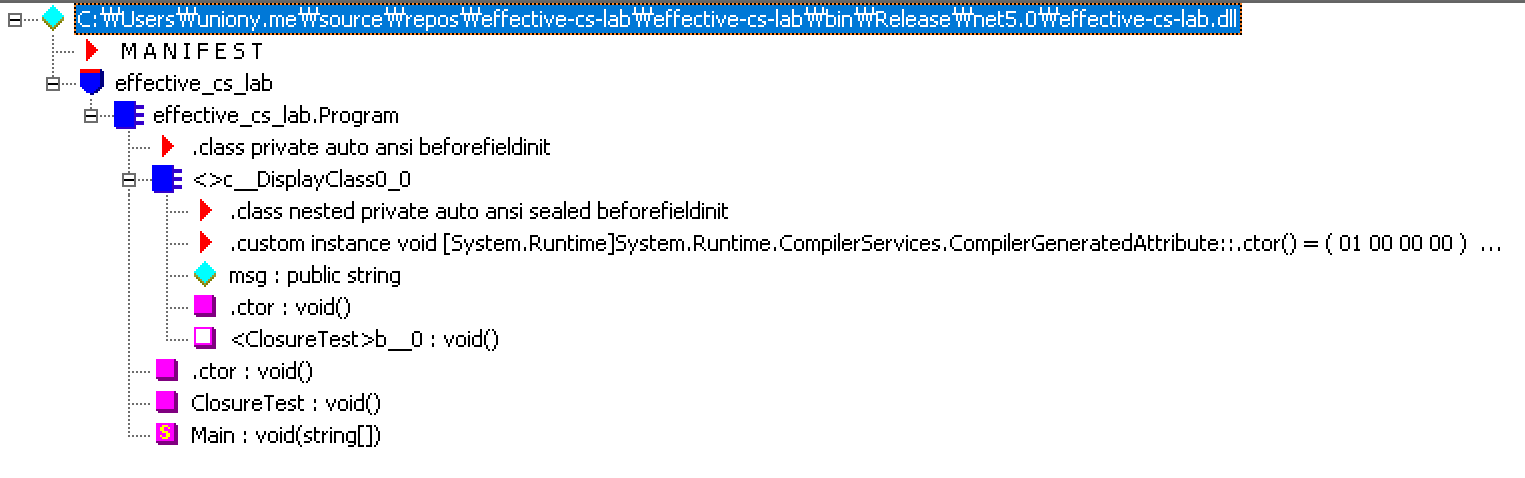 C:₩Users₩uniony.me₩source₩repos₩effective-cs-lab₩effective-cs-lab₩bin₩Release₩net5.0₩effective-cs-lab.dll
M A N I F E S T
effective_cs_lab
effective_cs_lab.Program
.class private auto ansi beforefieldinit
<>c__DisplayClass0_0
.class nested private auto ansi sealed beforefieldinit
.custom instance void [System.Runtime]System.Runtime.CompilerServices.CompilerGeneratedAttribute::.ctor() = ( 01 00 00 00 ) ...
msg : public string
.ctor : void()
<ClosureTest>b__0 : void()
.ctor : void()
ClosureTest : void()
S Main : void(string[])